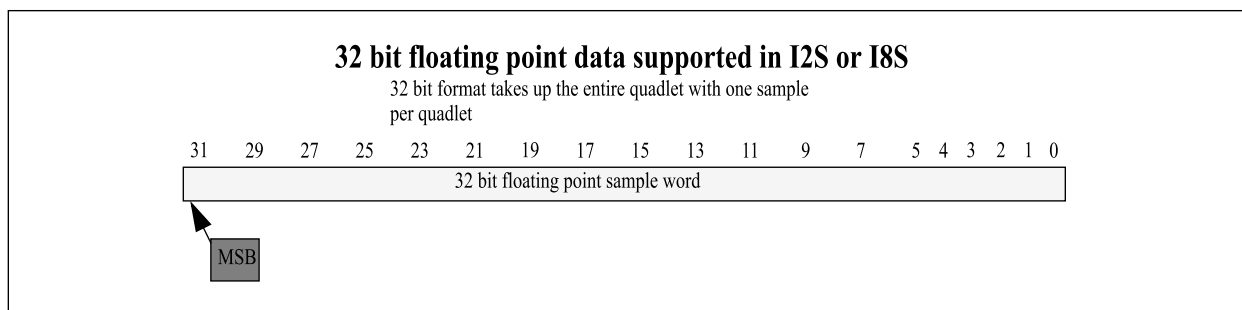 32 bit floating point data supported in I2S or I8S
32 bit format takes up the entire quadlet with one sample
per quadlet
31 29 27 25 23 21 19 17 15 13 11 9 7 5 4 3 2 1 0
32 bit floating point sample word
MSB